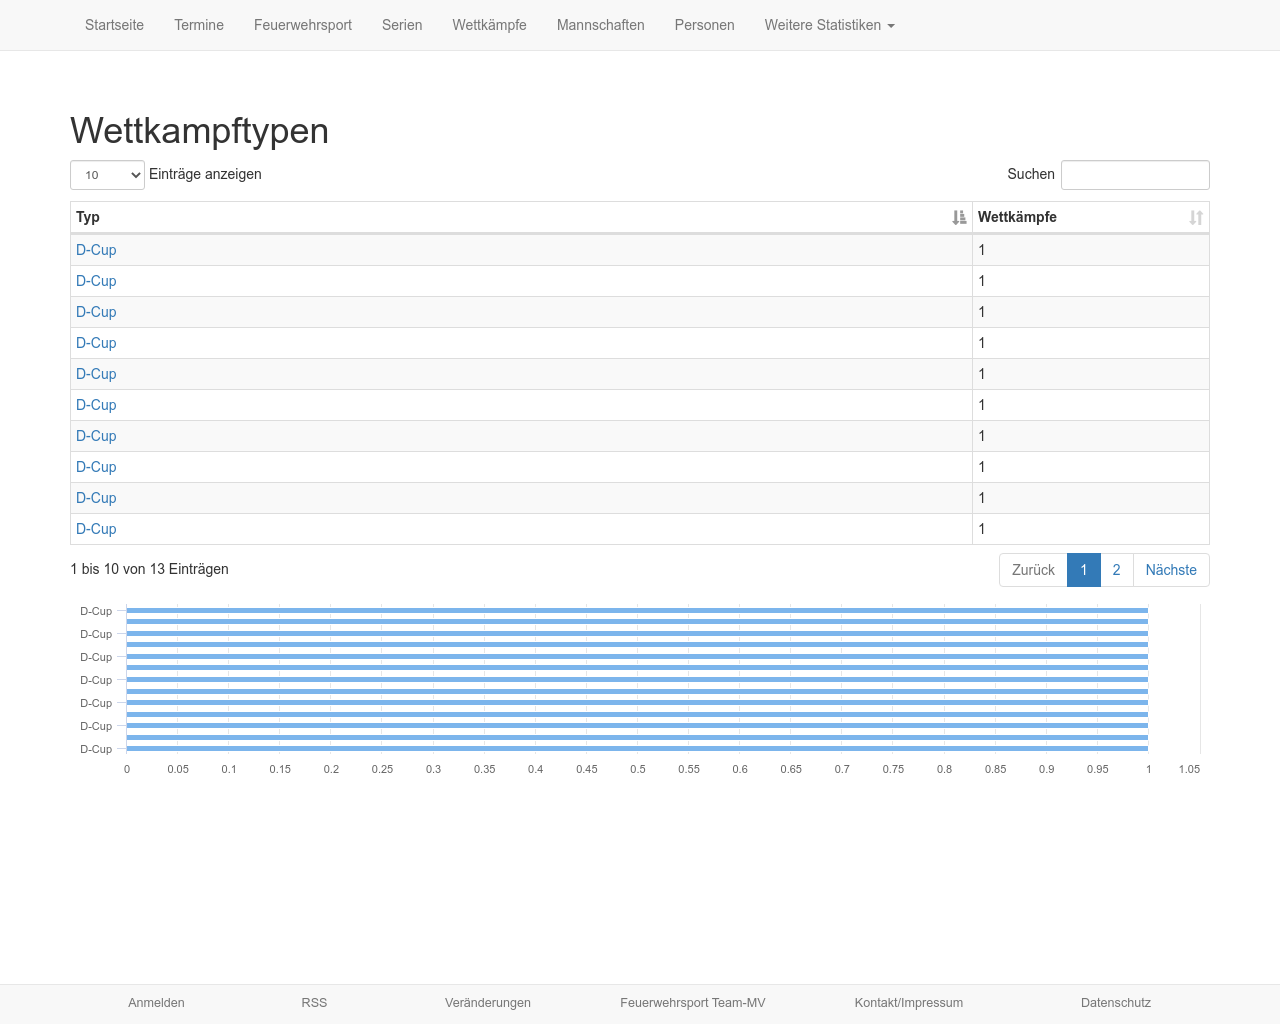 Startseite Termine Feuerwehrsport Serien Wettkämpfe Mannschaften Personen Weitere Statistiken
Wettkampftypen
10 Einträge anzeigen Suchen
Typ Wettkämpfe
D-Cup 1
D-Cup 1
D-Cup 1
D-Cup 1
D-Cup 1
D-Cup 1
D-Cup 1
D-Cup 1
D-Cup 1
D-Cup 1
1 bis 10 von 13 Einträgen Zurück 1 2 Nächste
D-Cup
D-Cup
D-Cup
D-Cup
D-Cup
D-Cup
D-Cup
0 0.05 0.1 0.15 0.2 0.25 0.3 0.35 0.4 0.45 0.5 0.55 0.6 0.65 0.7 0.75 0.8 0.85 0.9 0.95 1 1.05
Anmelden RSS Veränderungen Feuerwehrsport Team-MV Kontakt/Impressum Datenschutz